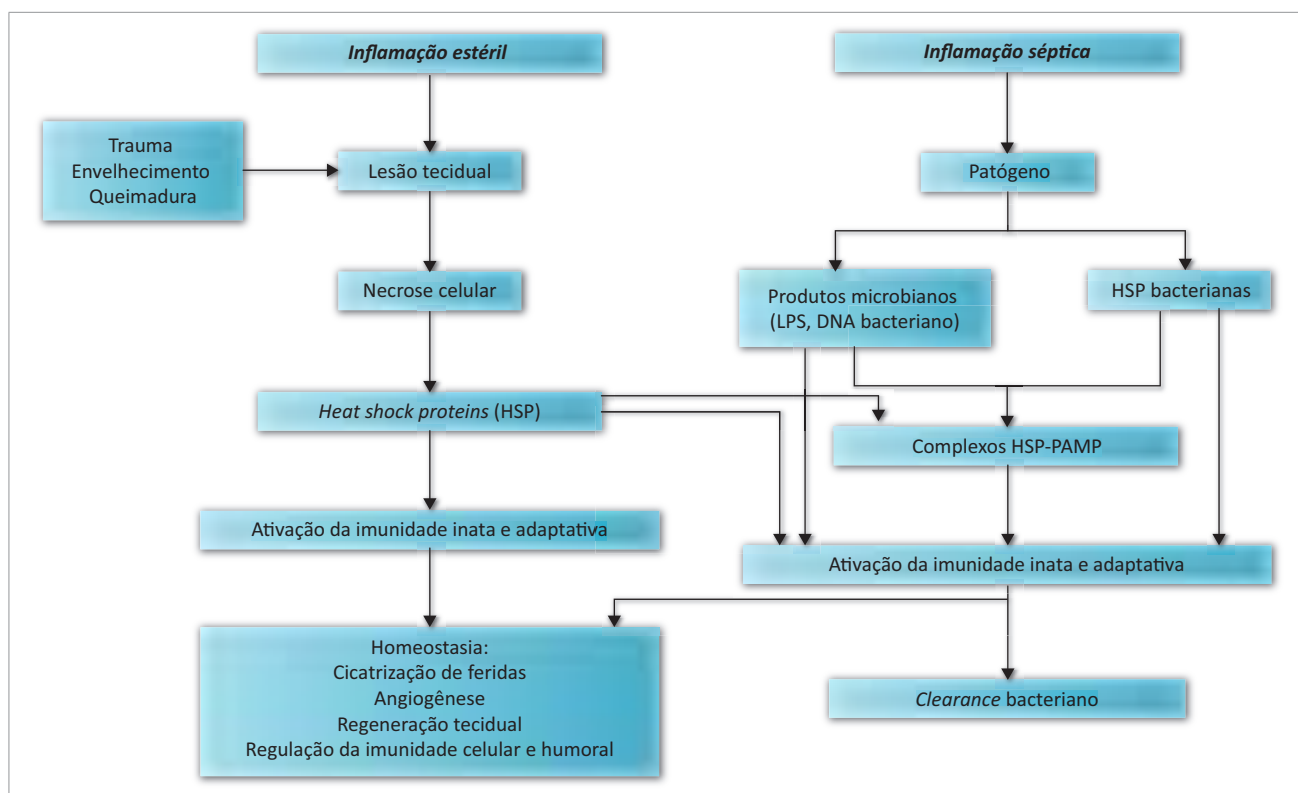 Inflamação estéril
Inflamação séptica
Trauma
Envelhecimento
Queimadura
Lesão tecidual
Patógeno
Necrose celular
Produtos microbianos
(LPS, DNA bacteriano)
HSP bacterianas
Heat shock proteins (HSP)
Complexos HSP-PAMP
Ativação da imunidade inata e adaptativa
Ativação da imunidade inata e adaptativa
Homeostasia:
Cicatrização de feridas
Angiogênese
Regeneração tecidual
Regulação da imunidade celular e humoral
Clearance bacteriano